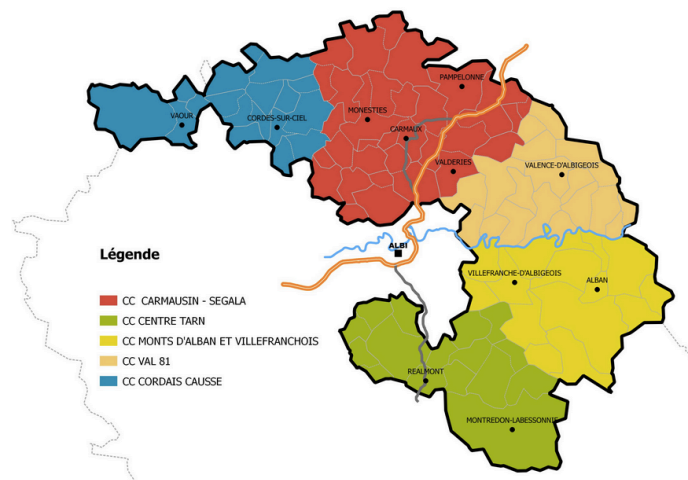 PAMPELONNE
MONESTIES
VAOUR
CORDES-SUR-CIEL
CARMAUX
VALDERIES
VALENCE-D'ALBIGEOIS
ALBI
Légende
VILLEFRANCHE-D'ALBIGEOIS
ALBAN
CC CARMAUSIN - SEGALA
CC CENTRE TARN
CC MONTS D'ALBAN ET VILLEFRANCHOIS
CC VAL 81
CC CORDAIS CAUSSE
REALMONT
MONTREDON-LABESSONNIE